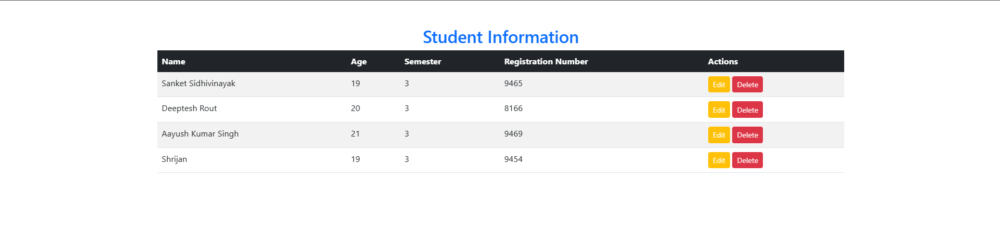 Student Information
Name Age Semester Registration Number Actions
Sanket Sidhivinayak 19 3 9465 Edit Delete
Deeptesh Rout 20 3 8166 Edit Delete
Aayush Kumar Singh 21 3 9469 Edit Delete
Shrijan 19 3 9454 Edit Delete